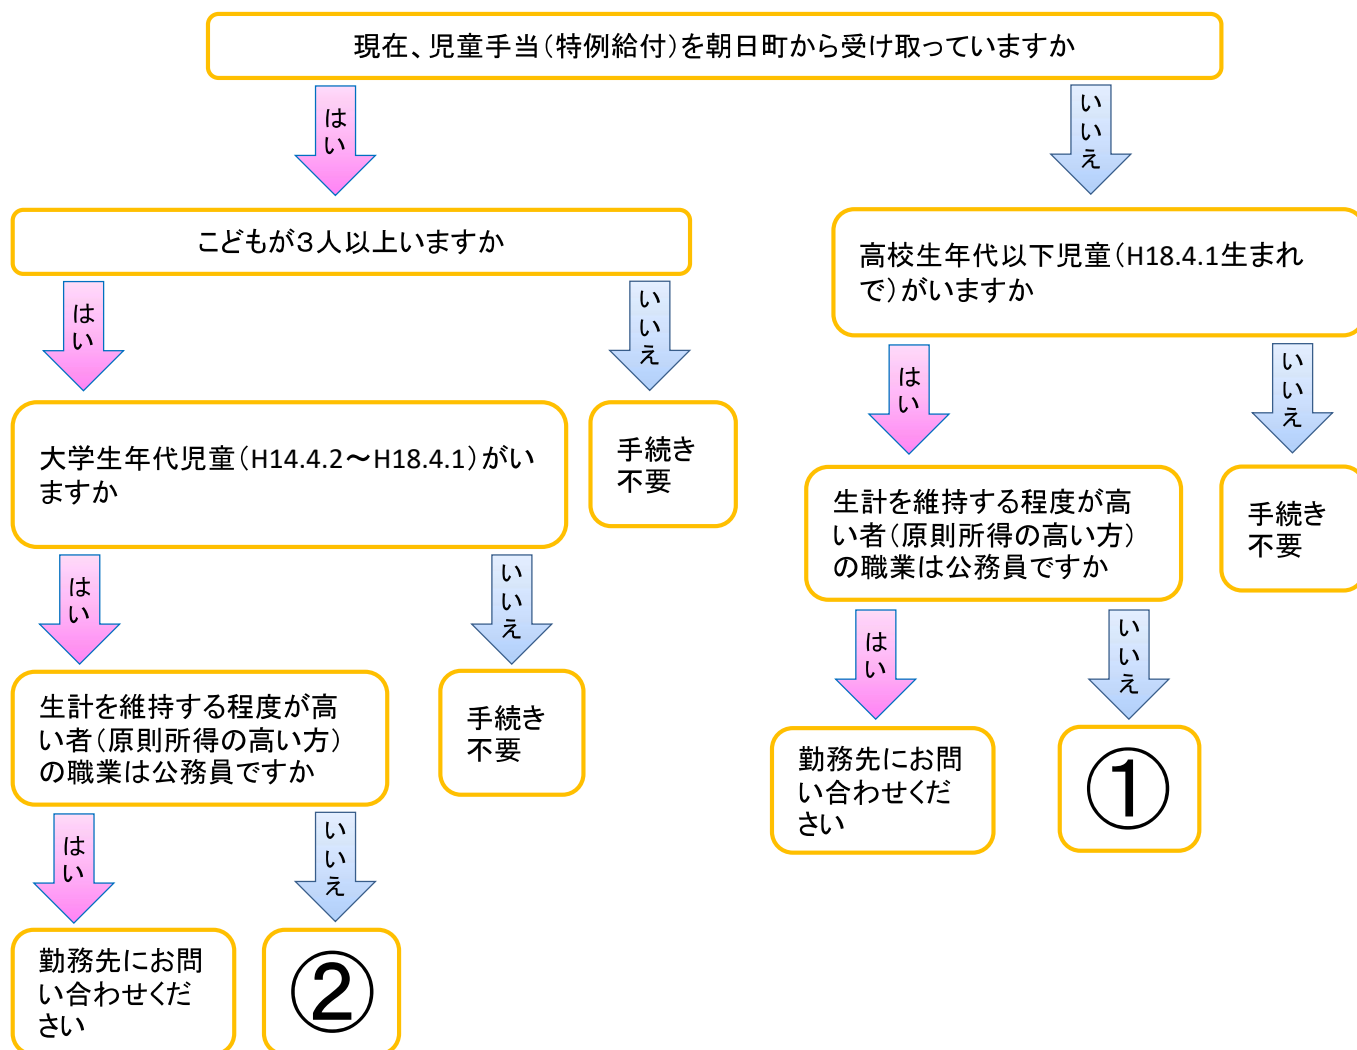 現在、児童手当（特例給付）を朝日町から受け取っていますか
はい
いいえ
こどもが３人以上いますか
高校生年代以下児童（H18.4.1生まれ
で）がいますか
はい
いいえ
はい
いいえ
大学生年代児童（H14.4.2～H18.4.1）がい
ますか
手続き
不要
生計を維持する程度が高
い者（原則所得の高い方）
の職業は公務員ですか
手続き
不要
はい
いいえ
はい
いいえ
生計を維持する程度が高
い者（原則所得の高い方）
の職業は公務員ですか
手続き
不要
勤務先にお問
い合わせくだ
さい
①
はい
いいえ
勤務先にお問
い合わせくだ
さい
②